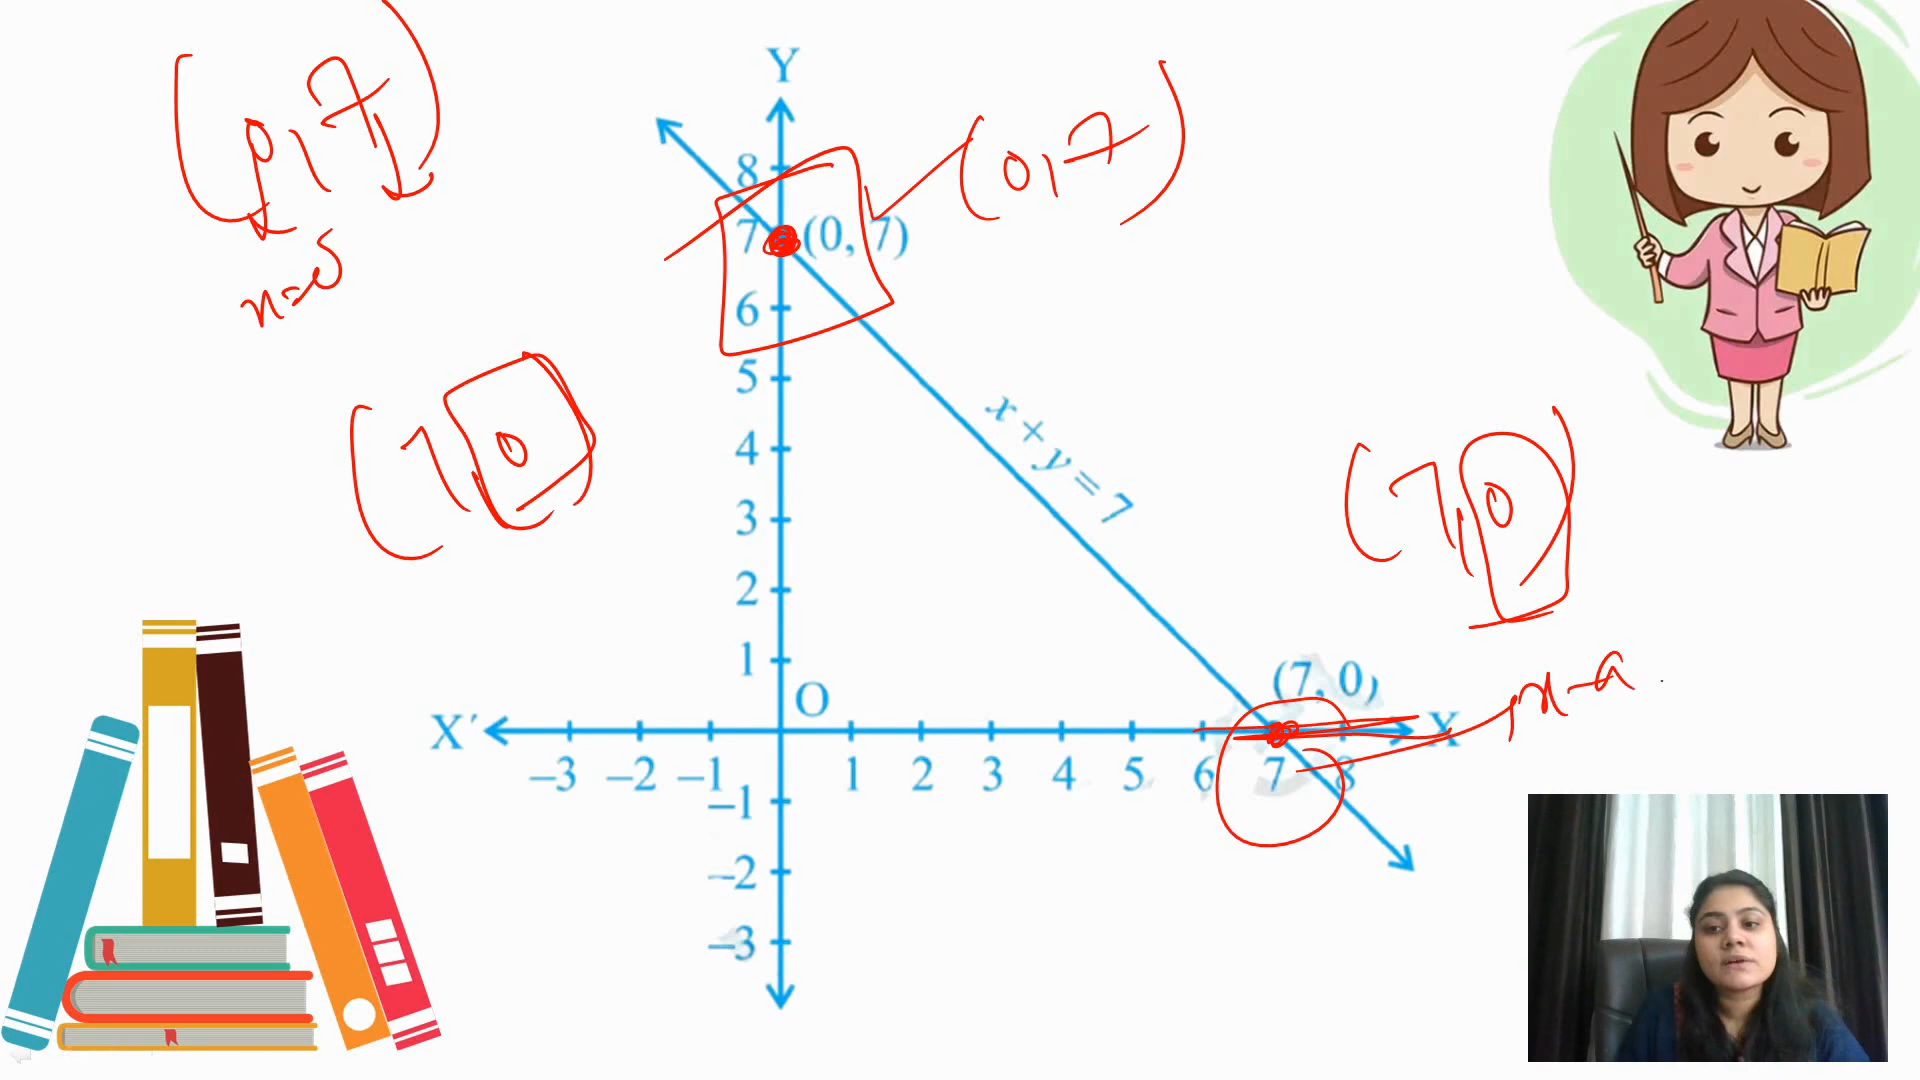 (0,7)
x=0
(7,0)
Y
8
7
6
5
4
3
2
1
–1
–2
–3
(0, 7)
(0,7)
x + y = 7
(7,0)
(7, 0)
O
X′
X
–3 –2 –1 1 2 3 4 5 6 7 8